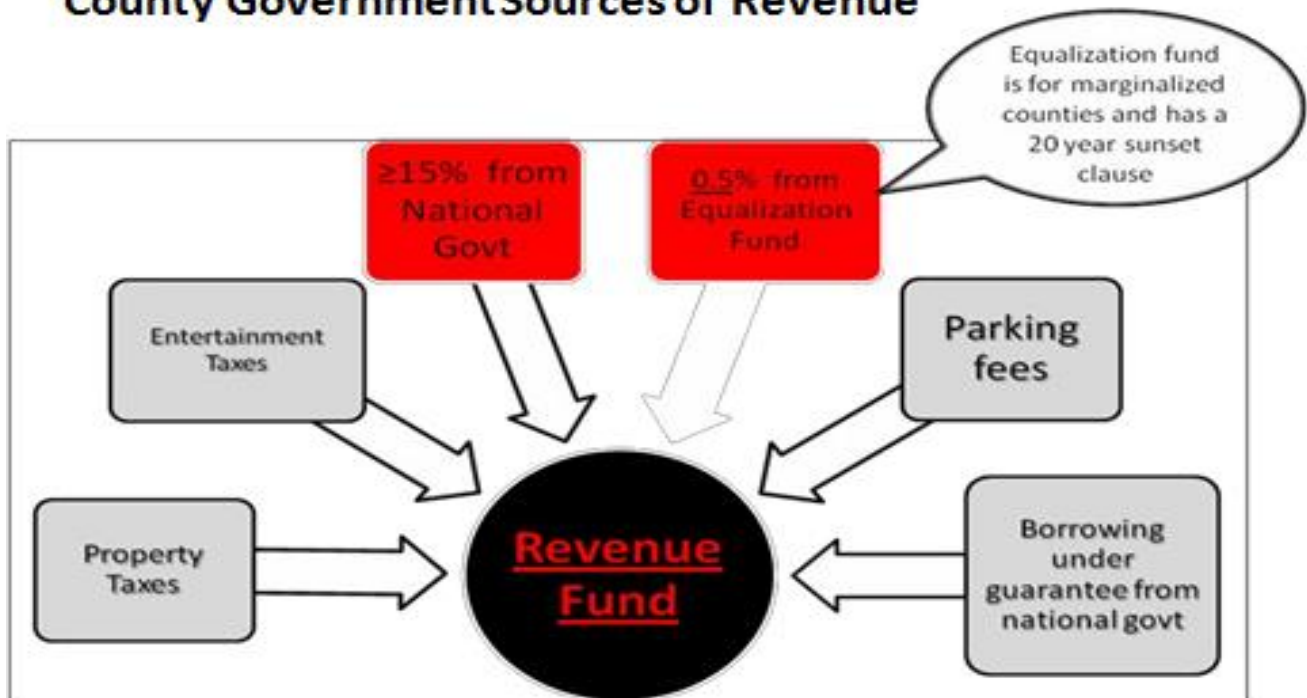 County Government Sources of Revenue
Equalization fund
is for marginalized
counties and has a
20 year sunset
clause
≥15% from
National
Govt
0.5% from
Equalization
Fund
Entertainment
Taxes
Parking
fees
Property
Taxes
Revenue
Fund
Borrowing
under
guarantee from
national govt